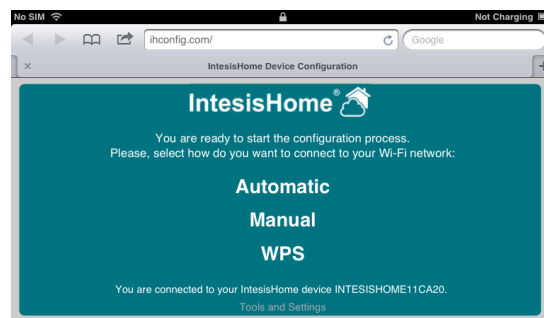 No SIM
Not Charging
ihconfig.com/
Google
IntesisHome Device Configuration
IntesisHome®
You are ready to start the configuration process.
Please, select how do you want to connect to your Wi-Fi network:
Automatic
Manual
WPS
You are connected to your IntesisHome device INTESISHOME11CA20.
Tools and Settings